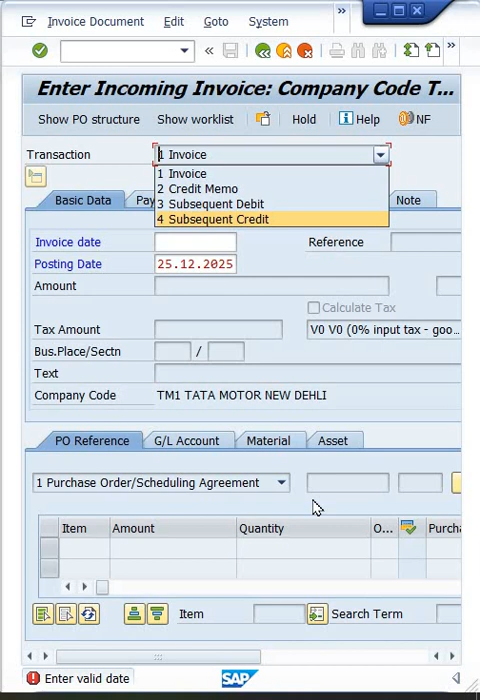 Invoice Document Edit Goto System »
« »
Enter Incoming Invoice: Company Code T...
Show PO structure Show worklist Hold Help NF
Transaction 1 Invoice
1 Invoice
2 Credit Memo
3 Subsequent Debit
4 Subsequent Credit
Basic Data Pay Note
Invoice date Reference
Posting Date 25.12.2025
Amount
Calculate Tax
Tax Amount V0 V0 (0% input tax - goo...
Bus.Place/Sectn /
Text
Company Code TM1 TATA MOTOR NEW DEHLI
PO Reference G/L Account Material Asset
1 Purchase Order/Scheduling Agreement
Item Amount Quantity O... Purcha
Item Search Term
Enter valid date SAP